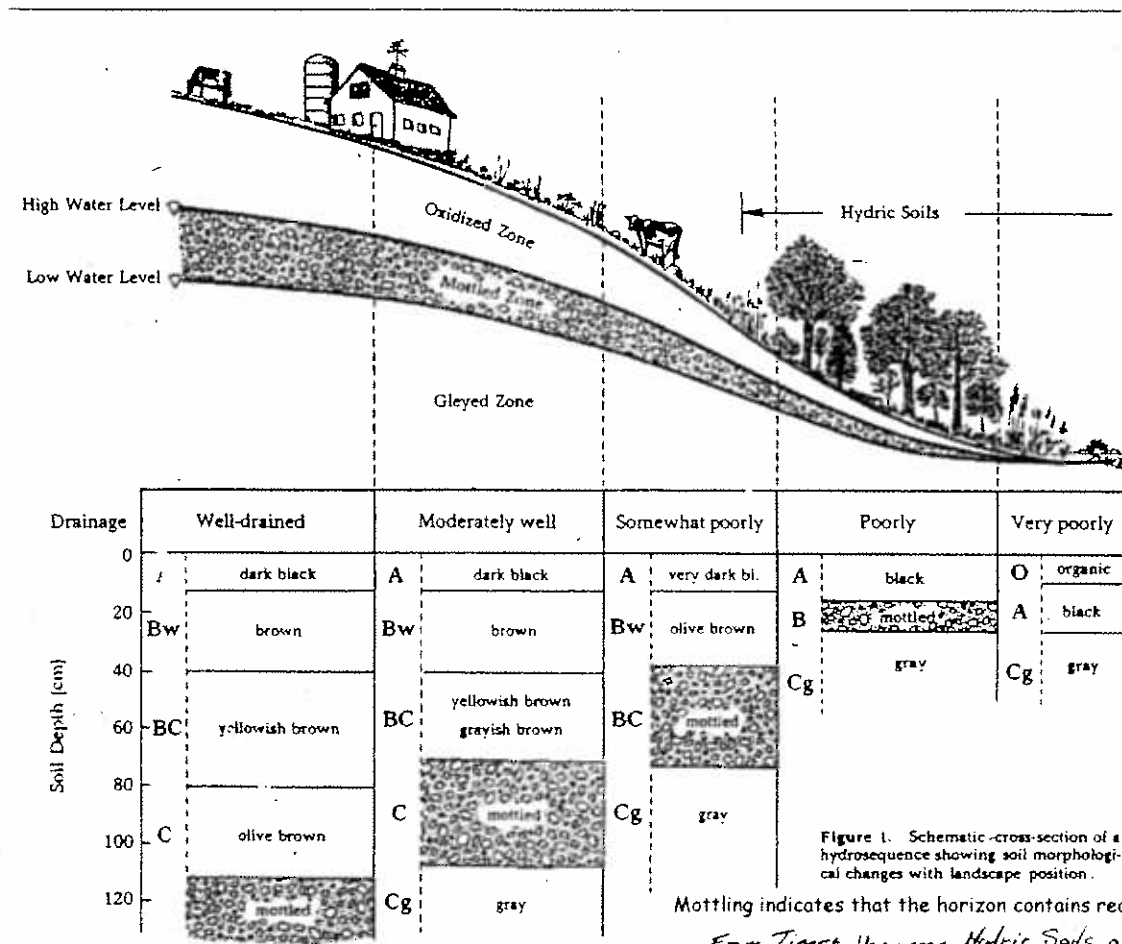 High Water Level
Oxidized Zone
Hydric Soils
Low Water Level
Mottled Zone
Gleyed Zone
Drainage
Well-drained
Moderately well
Somewhat poorly
Poorly
Very poorly
Soil Depth [cm]
0
20
40
60
80
100
120
dark black
Bw
brown
BC
yellowish brown
C
olive brown
mottled
A
dark black
Bw
brown
BC
yellowish brown
grayish brown
C
mottled
Cg
gray
A
very dark bl.
Bw
olive brown
BC
mottled
Cg
gray
A
black
B
mottled
Cg
gray
O
organic
A
black
Cg
gray
Figure 1. Schematic cross-section of a
hydrosequence showing soil morphologi-
cal changes with landscape position.
Mottling indicates that the horizon contains
Hydric Soils